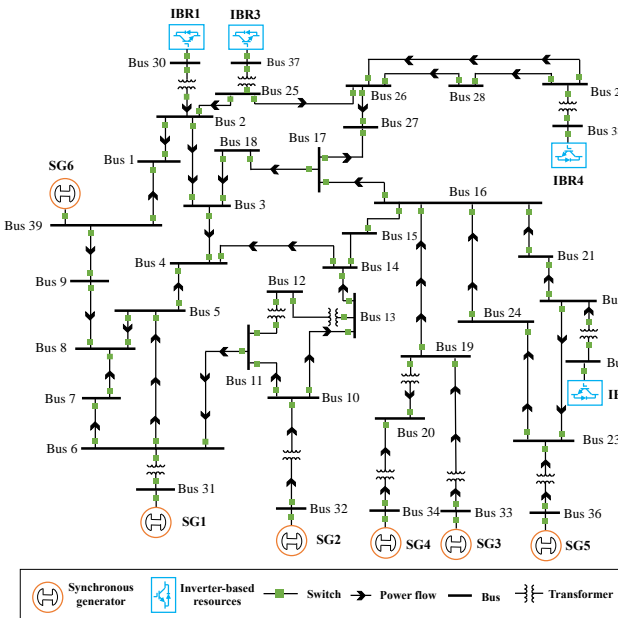 IBR1
IBR3
Bus 30
Bus 37
Bus 25
Bus 26
Bus 28
Bus 2
Bus 2
Bus 18
Bus 17
Bus 27
Bus 3
IBR4
Bus 1
SG6
Bus 3
Bus 16
Bus 39
Bus 15
Bus 4
Bus 14
Bus 21
Bus 9
Bus 12
Bus 5
Bus 13
Bus 24
Bus 8
Bus 11
Bus 19
Bus 7
Bus 10
Bus 20
Bus 6
Bus 23
Bus 31
Bus 32
Bus 34
Bus 33
Bus 36
SG1
SG2
SG4
SG3
SG5
Synchronous
generator
Inverter-based
resources
Switch
Power flow
Bus
Transformer